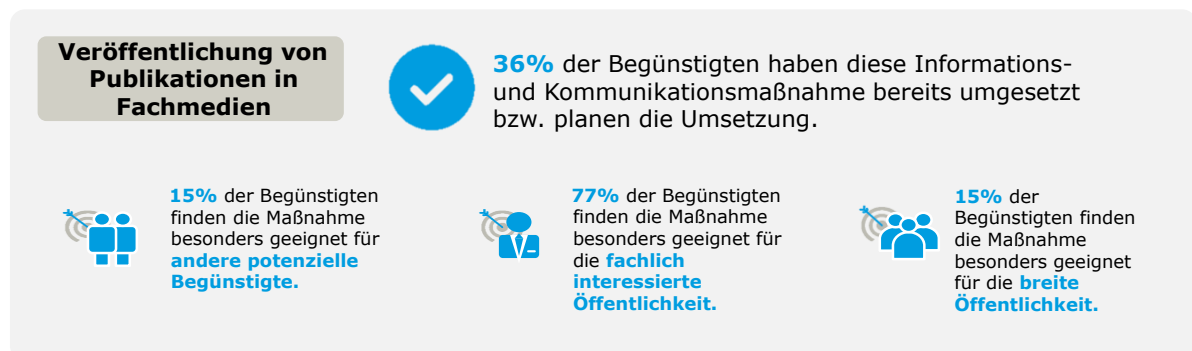 Veröffentlichung von
Publikationen in
Fachmedien
36% der Begünstigten haben diese Informations-
und Kommunikationsmaßnahme bereits umgesetzt
bzw. planen die Umsetzung.
15% der Begünstigten
finden die Maßnahme
besonders geeignet für
andere potenzielle
Begünstigte.
77% der Begünstigten
finden die Maßnahme
besonders geeignet für
die fachlich
interessierte
Öffentlichkeit.
15% der
Begünstigten finden
die Maßnahme
besonders geeignet
für die breite
Öffentlichkeit.